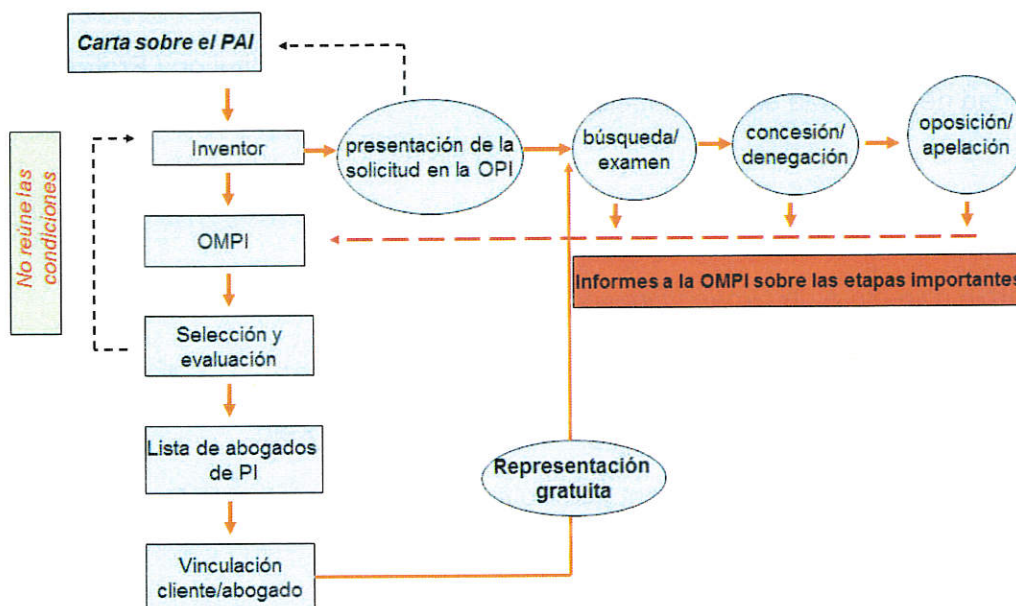 Carta sobre el PAI
Inventor
presentación de la
solicitud en la OPI
búsqueda/
examen
concesión/
denegación
oposición/
apelación
No reúne las
condiciones
OMPI
Informes a la OMPI sobre las etapas importantes
Selección y
evaluación
Lista de abogados
de PI
Representación
gratuita
Vinculación
cliente/abogado